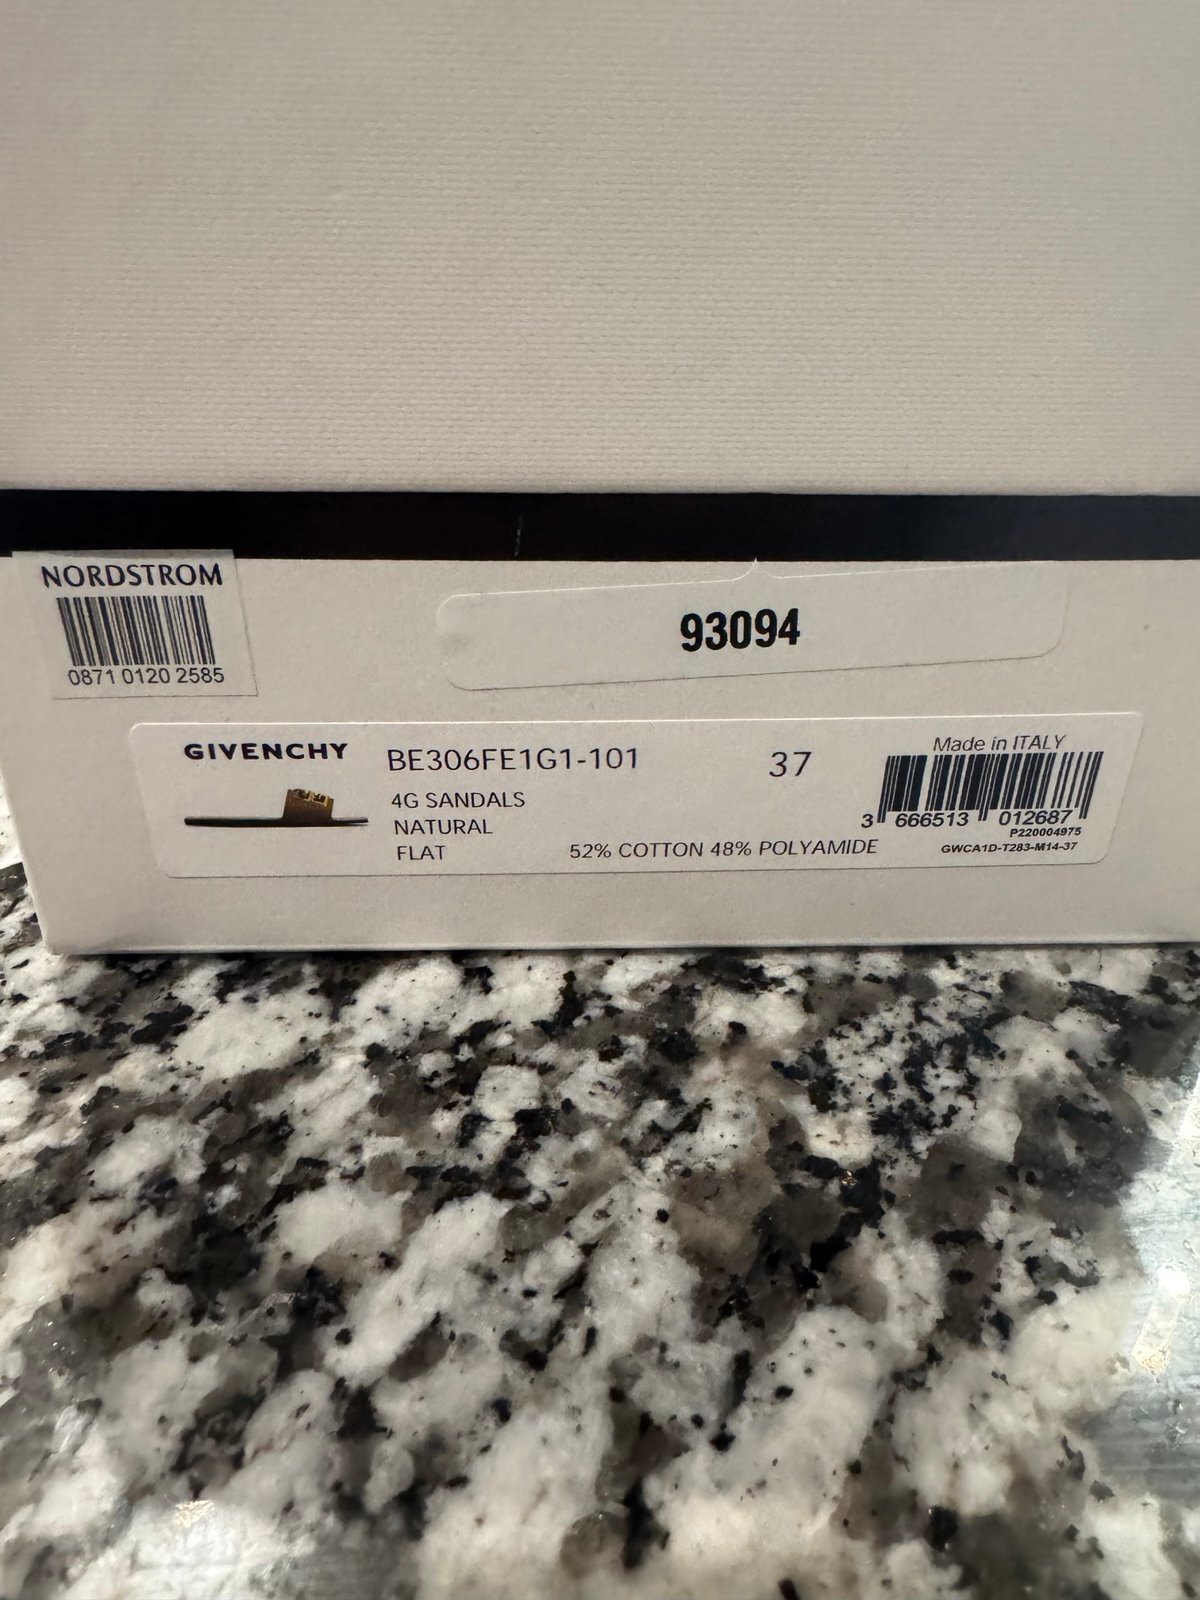 NORDSTROM
0871 0120 2585
93094
GIVENCHY
BE306FE1G1-101
37
4G SANDALS
NATURAL
FLAT
52% COTTON 48% POLYAMIDE
Made in ITALY
3 666513 012687
P220004975
GWCA1D-T283-M14-37